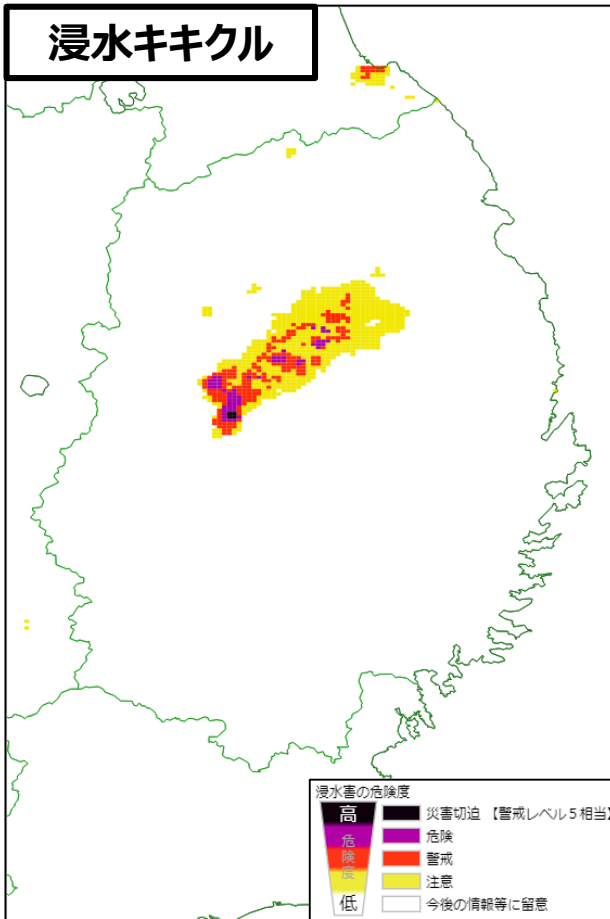 浸水キキクル
浸水害の危険度
高
危険度
低
災害切迫 【警戒レベル5相当】
危険
警戒
注意
今後の情報等に留意